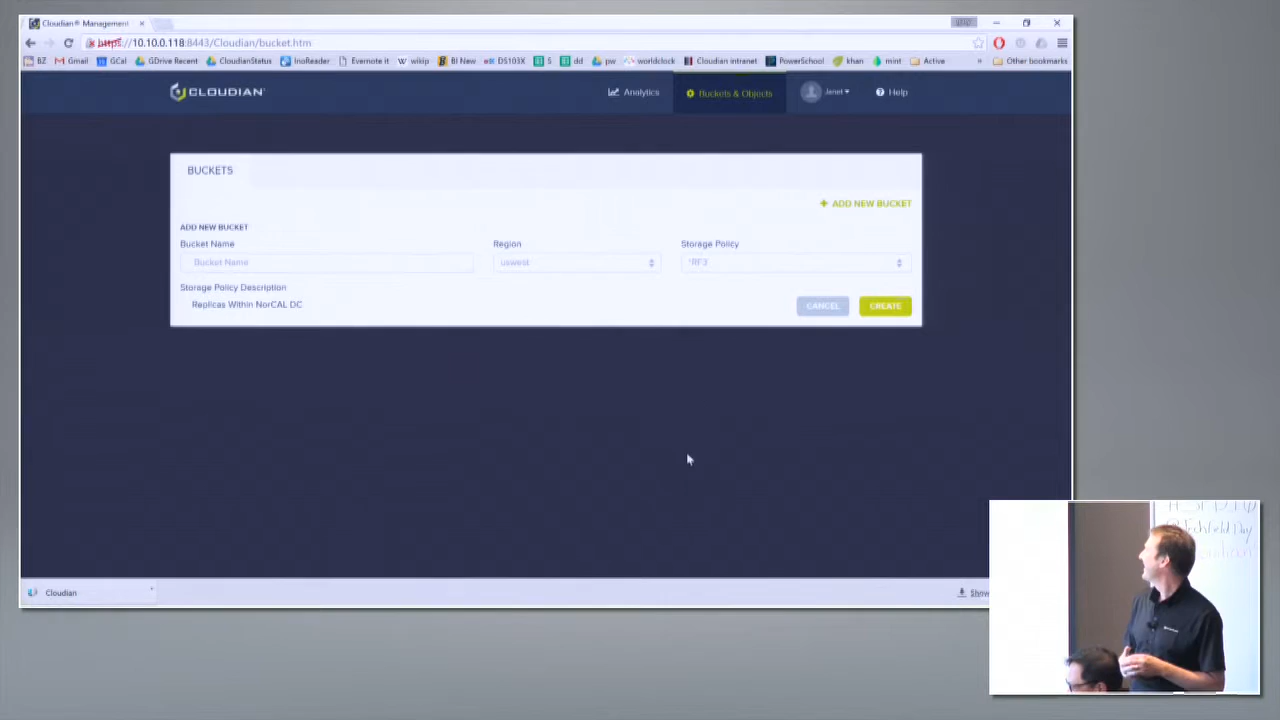 Cloudian® Management
https://10.10.0.118:8443/Cloudian/bucket.htm
BZ Gmail GCal GDrive Recent CloudianStatus InoReader Evernote it wikip BI New DS103X S dd pw worldclock Cloudian intranet PowerSchool khan mint Active » Other bookmarks
CLOUDIAN Analytics Buckets & Objects Janet Help
BUCKETS
+ ADD NEW BUCKET
ADD NEW BUCKET
Bucket Name Region Storage Policy
Bucket Name uswest *RF3
Storage Policy Description
Replicas Within NorCAL DC
CANCEL CREATE
Cloudian Show